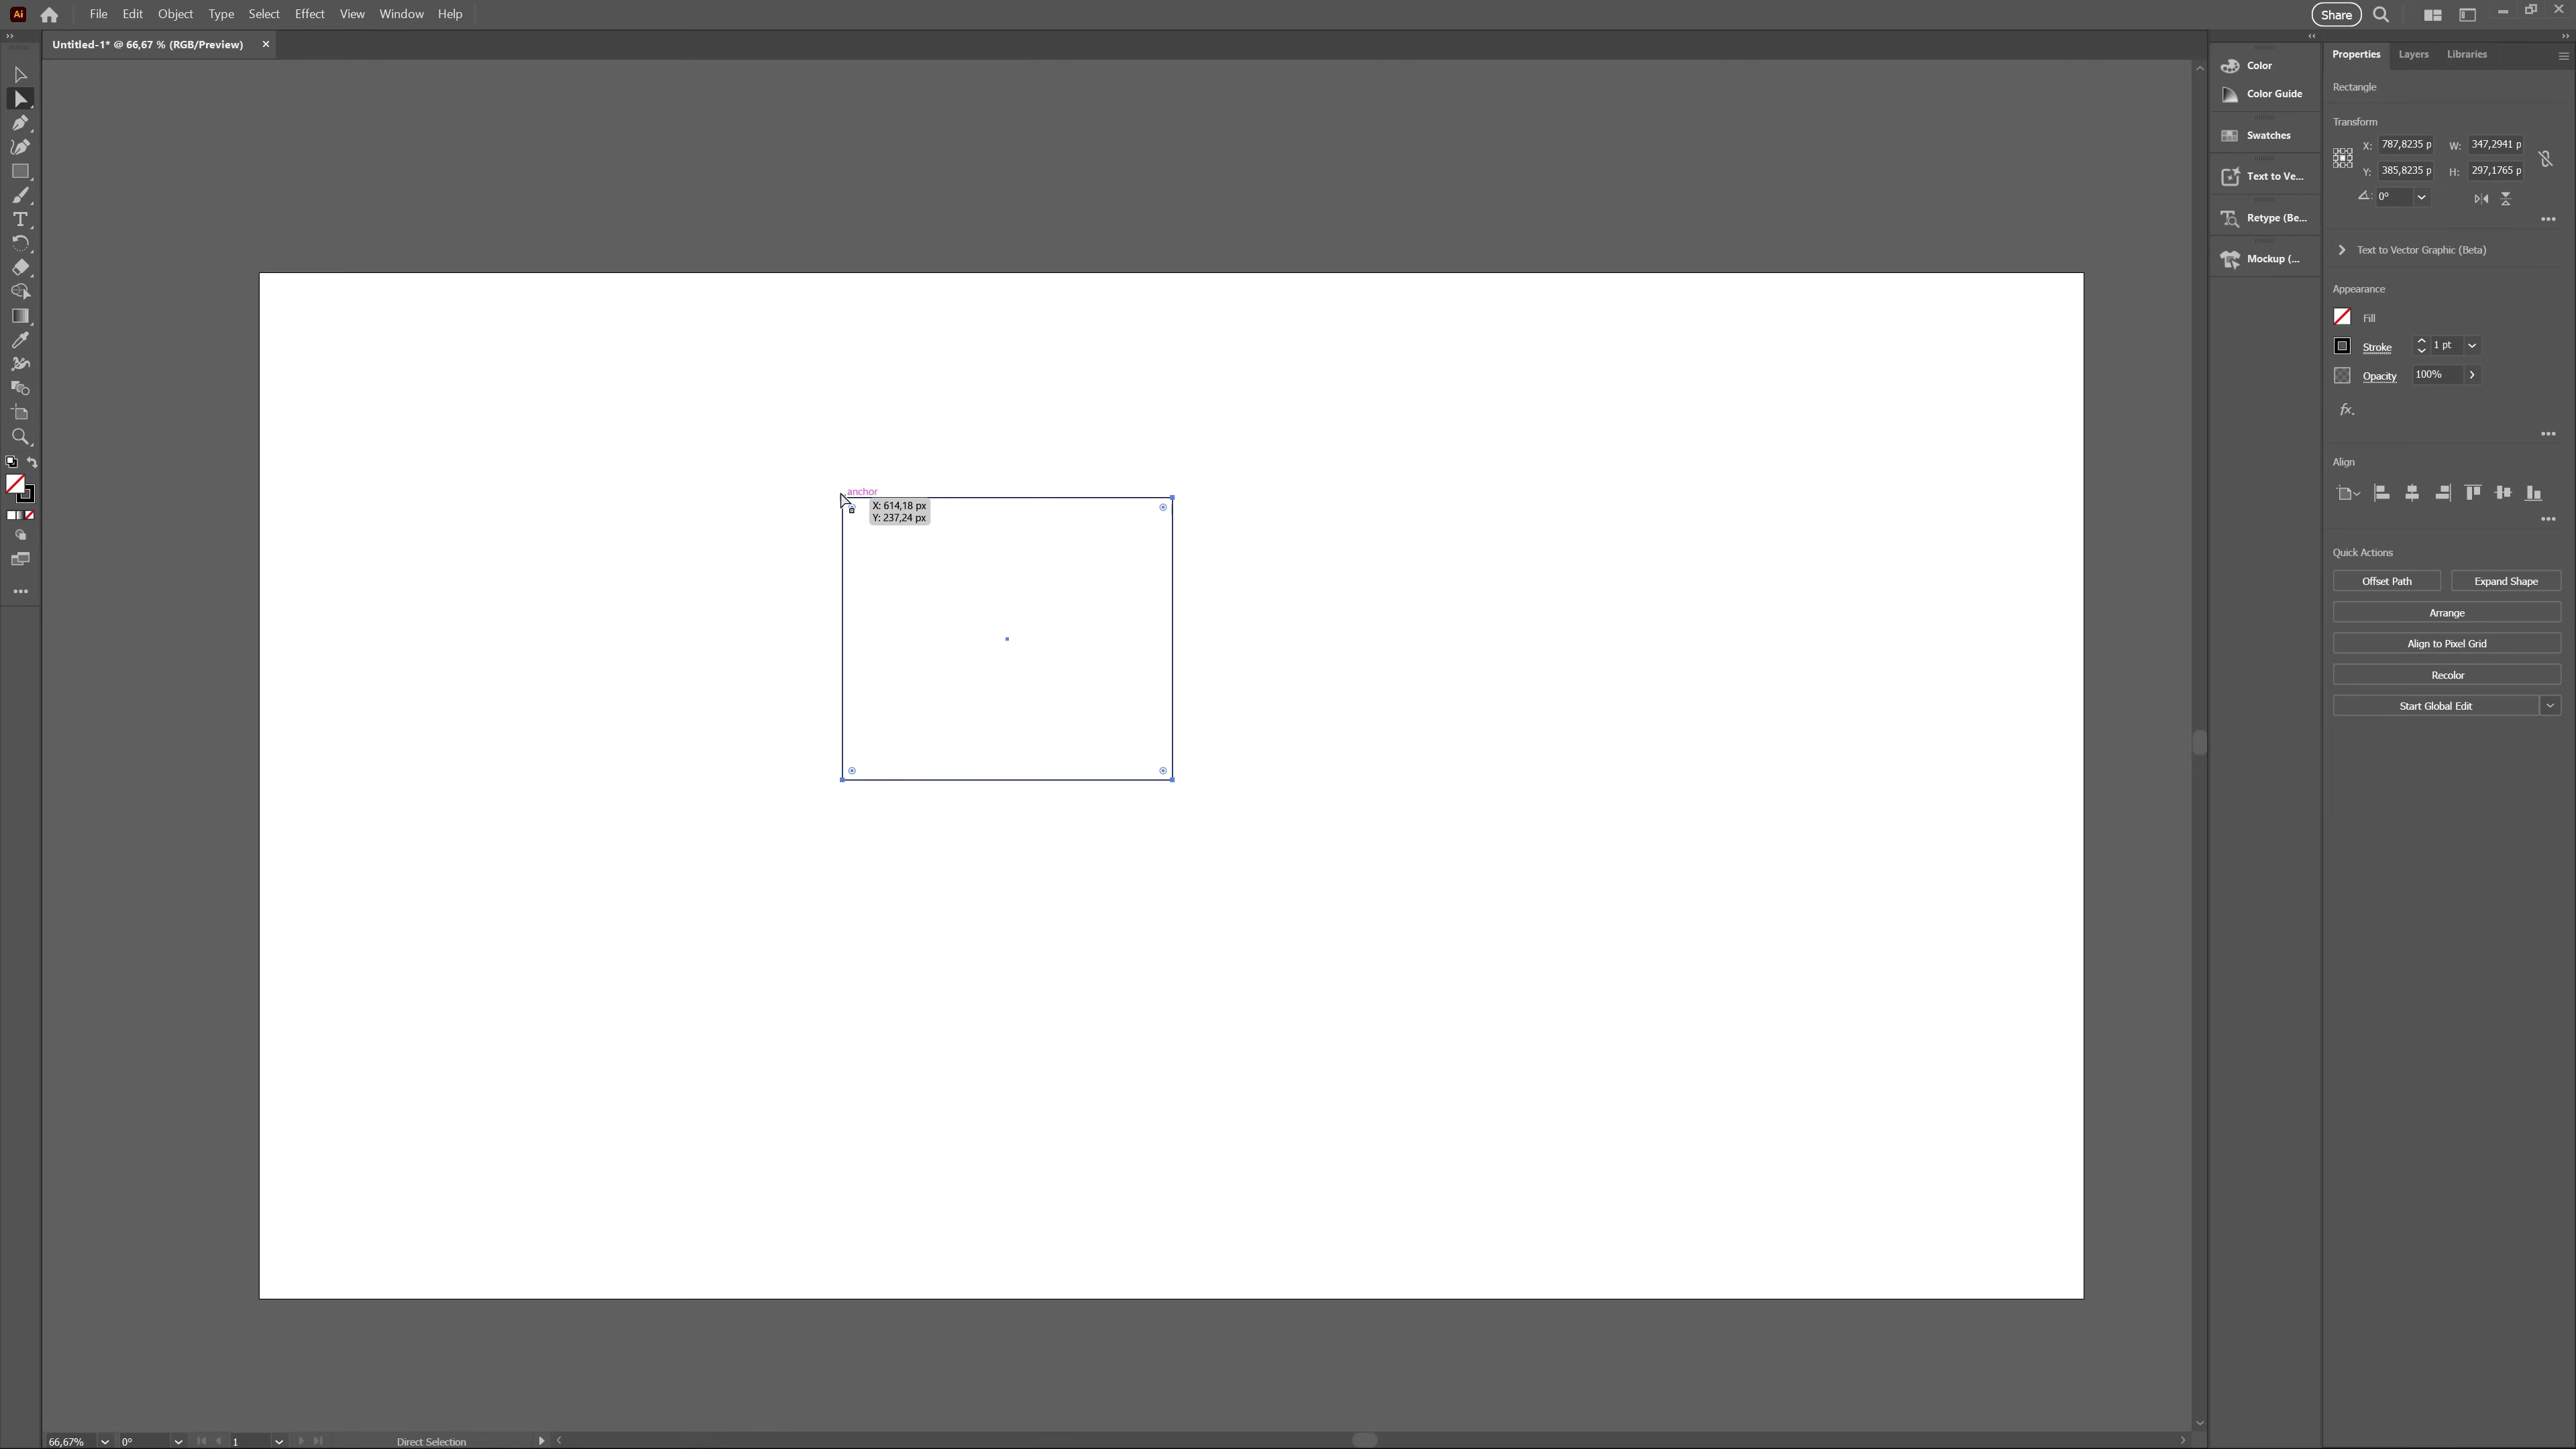 Ai File Edit Object Type Select Effect View Window Help Share
Untitled-1* @ 66,67 % (RGB/Preview)
Color
Color Guide
Swatches
Text to Ve...
Retype (Be...
Mockup (...
Properties Layers Libraries
Rectangle
Transform
X: 787,8235 p W: 347,2941 p
Y: 385,8235 p H: 297,1765 p
0°
Text to Vector Graphic (Beta)
Appearance
Fill
Stroke 1 pt
Opacity 100%
fx.
Align
Quick Actions
Offset Path Expand Shape
Arrange
Align to Pixel Grid
Recolor
Start Global Edit
anchor
X: 614,18 px
Y: 237,24 px
66,67% 0° 1 Direct Selection